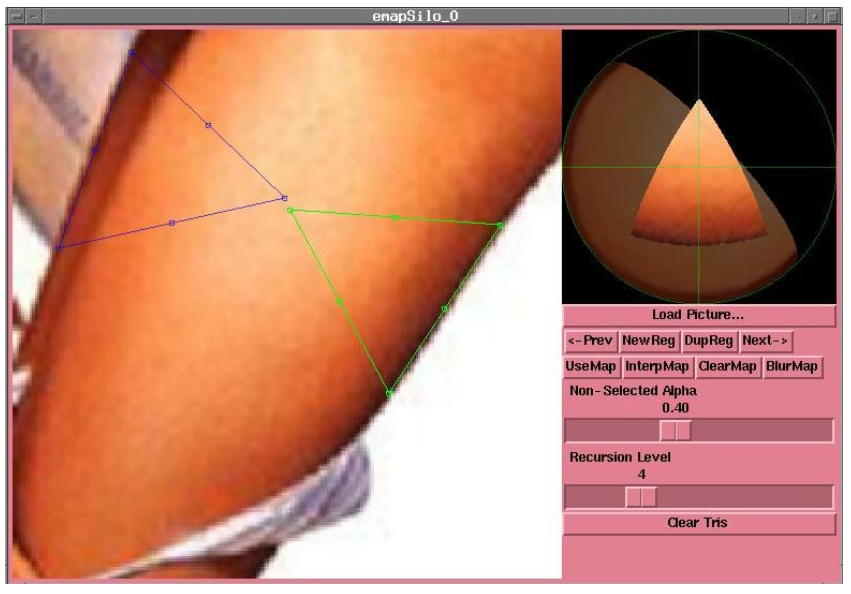 emapSilo_0
Load Picture...
<-Prev NewReg DupReg Next->
UseMap InterpMap ClearMap BlurMap
Non-Selected Alpha
0.40
Recursion Level
4
Clear Tris